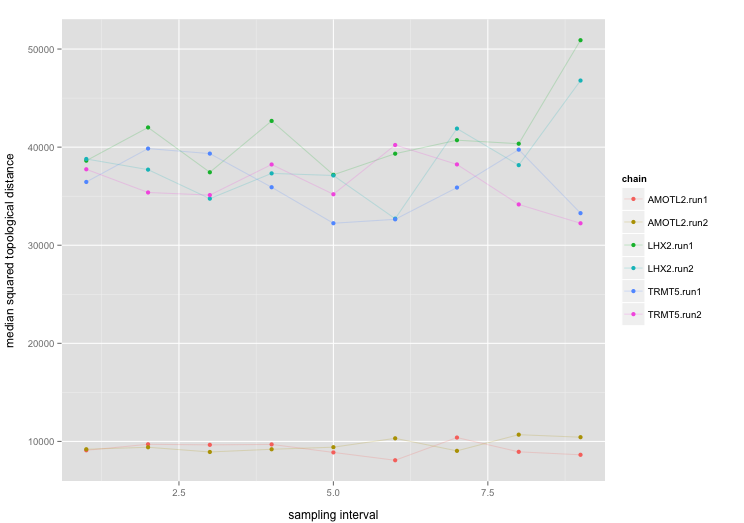 50000
40000
30000
20000
10000
median squared topological distance
2.5
5.0
7.5
sampling interval
chain
AMOTL2.run1
AMOTL2.run2
LHX2.run1
LHX2.run2
TRMT5.run1
TRMT5.run2